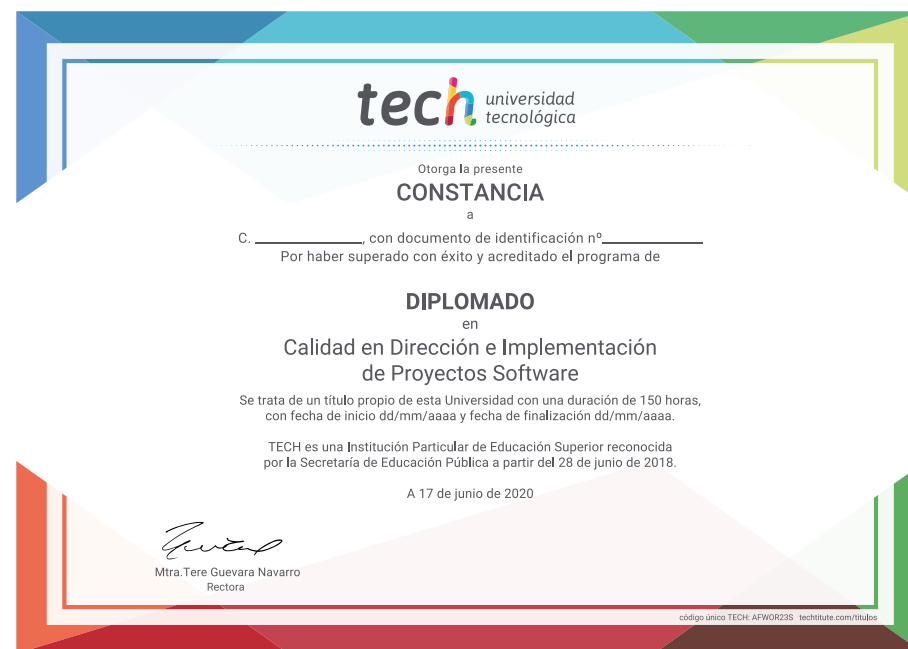 tech universidad
tecnológica
Otorga la presente
CONSTANCIA
a
C. ______________, con documento de identificación nº_____________
Por haber superado con éxito y acreditado el programa de
DIPLOMADO
en
Calidad en Dirección e Implementación
de Proyectos Software
Se trata de un título propio de esta Universidad con una duración de 150 horas,
con fecha de inicio dd/mm/aaaa y fecha de finalización dd/mm/aaaa.
TECH es una Institución Particular de Educación Superior reconocida
por la Secretaría de Educación Pública a partir del 28 de junio de 2018.
A 17 de junio de 2020
Mtra.Tere Guevara Navarro
Rectora
código único TECH: AFWOR23S techtitute.com/titulos